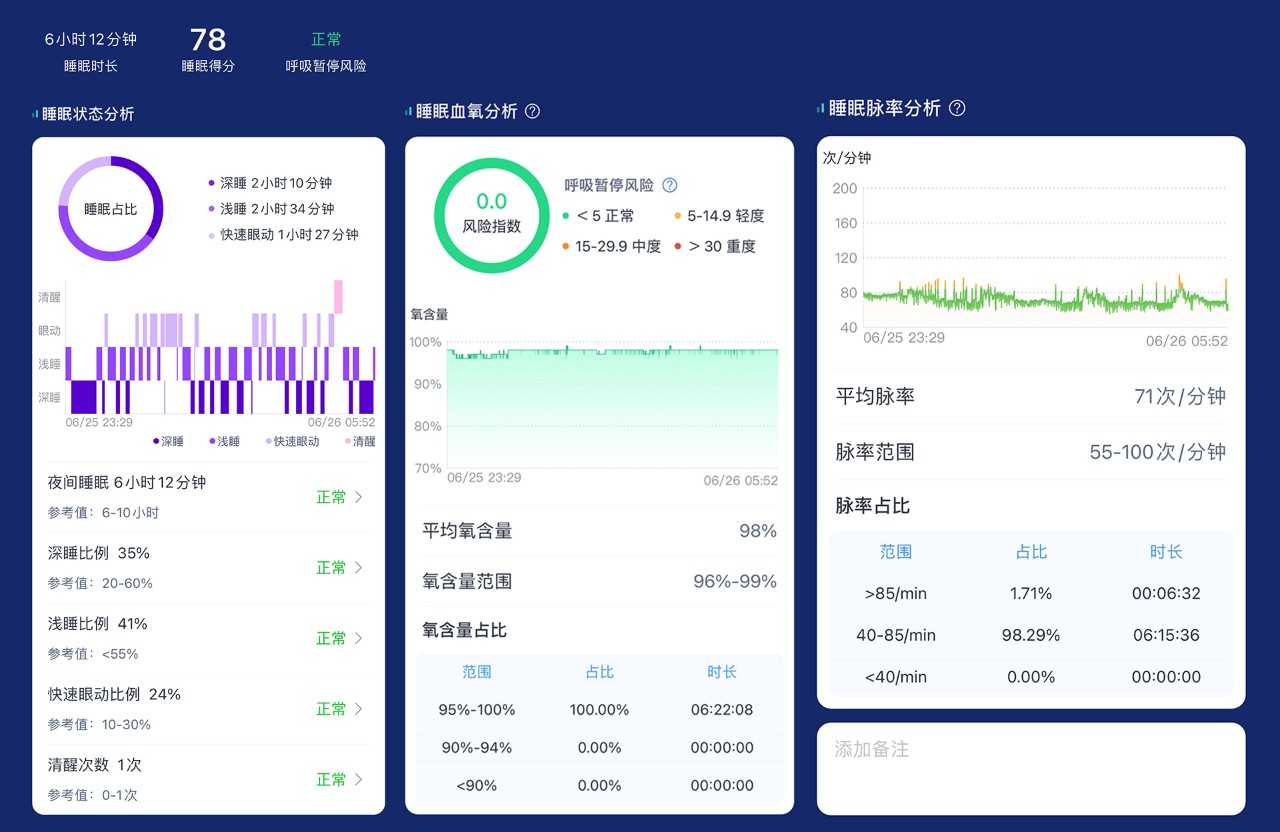 6小时12分钟
睡眠时长
78
睡眠得分
正常
呼吸暂停风险
睡眠状态分析
睡眠占比
深睡 2小时10分钟
浅睡 2小时34分钟
快速眼动 1小时27分钟
清醒
眼动
浅睡
深睡
06/25 23:29
06/26 05:52
深睡
浅睡
快速眼动
清醒
夜间睡眠 6小时12分钟
参考值: 6-10小时
正常
深睡比例 35%
参考值: 20-60%
正常
浅睡比例 41%
参考值: <55%
正常
快速眼动比例 24%
参考值: 10-30%
正常
清醒次数 1次
参考值: 0-1次
正常
睡眠血氧分析 ?
0.0
风险指数
呼吸暂停风险 ?
< 5 正常
5-14.9 轻度
15-29.9 中度
> 30 重度
氧含量
100%
90%
80%
70%
06/25 23:29
06/26 05:52
平均氧含量 98%
氧含量范围 96%-99%
氧含量占比
范围 占比 时长
95%-100% 100.00% 06:22:08
90%-94% 0.00% 00:00:00
<90% 0.00% 00:00:00
睡眠脉率分析 ?
次/分钟
200
160
120
80
40
06/25 23:29
06/26 05:52
平均脉率 71次/分钟
脉率范围 55-100次/分钟
脉率占比
范围 占比 时长
>85/min 1.71% 00:06:32
40-85/min 98.29% 06:15:36
<40/min 0.00% 00:00:00
添加备注